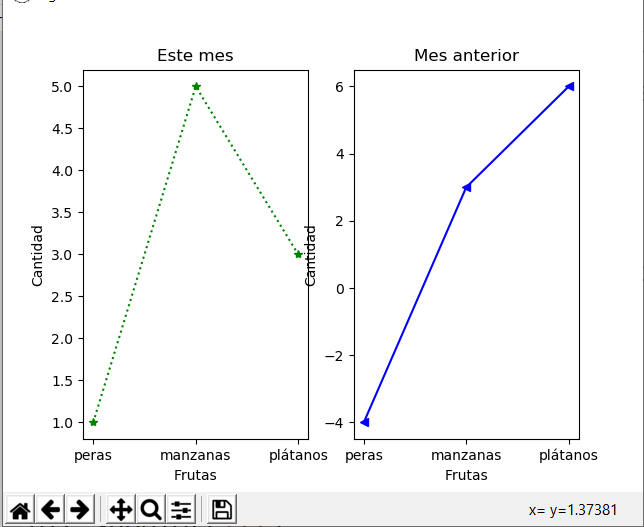 Este mes
Mes anterior
5.0
4.5
4.0
3.5
3.0
2.5
2.0
1.5
1.0
Cantidad
peras
manzanas
plátanos
Frutas
6
4
2
0
−2
−4
Cantidad
peras
manzanas
plátanos
Frutas
x= y=1.37381